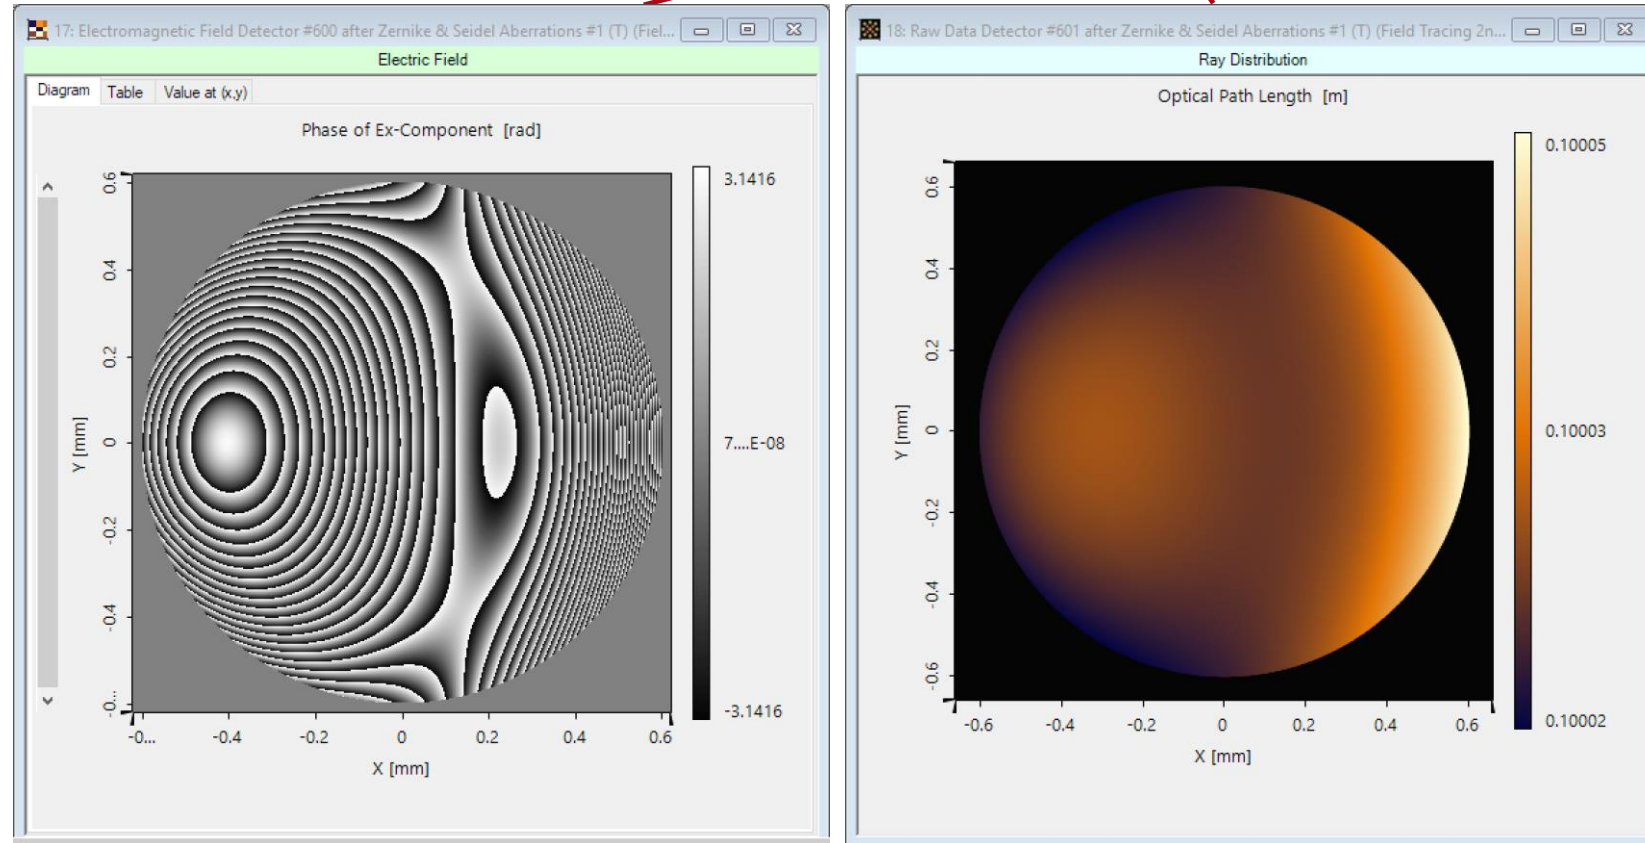 17: Electromagnetic Field Detector #600 after Zernike & Seidel Aberrations #1 (T) (Fiel...
Electric Field
Diagram Table Value at (x,y)
Phase of Ex-Component [rad]
3.1416
7....E-08
-3.1416
Y [mm]
0.6
0.4
0.2
0
-0.2
-0.4
-0...
-0... -0.4 -0.2 0 0.2 0.4 0.6
X [mm]
18: Raw Data Detector #601 after Zernike & Seidel Aberrations #1 (T) (Field Tracing 2n...
Ray Distribution
Optical Path Length [m]
0.10005
0.10003
0.10002
Y [mm]
0.6
0.4
0.2
0
-0.2
-0.4
-0.6
-0.6 -0.4 -0.2 0 0.2 0.4 0.6
X [mm]